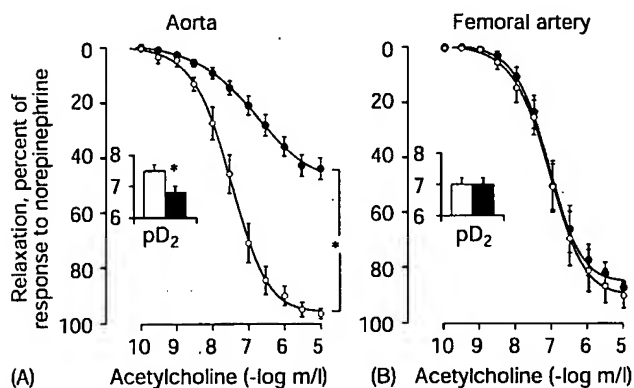 Aorta
Femoral artery
Relaxation, percent of
response to norepinephrine
0
20
40
60
80
100
8
7
6
*
pD2
*
10 9 8 7 6 5
Acetylcholine (-log m/l)
(A)
0
20
40
60
80
100
8
7
6
pD2
10 9 8 7 6 5
Acetylcholine (-log m/l)
(B)